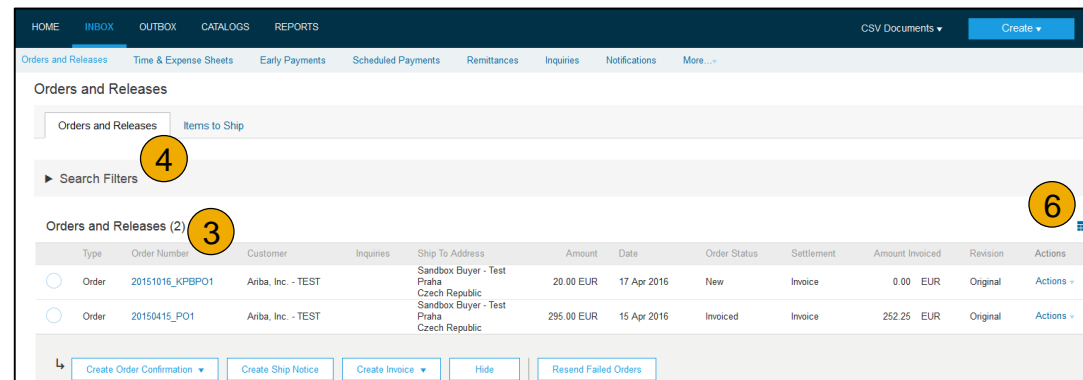 HOME INBOX OUTBOX CATALOGS REPORTS CSV Documents ▾ Create ▾
Orders and Releases Time & Expense Sheets Early Payments Scheduled Payments Remittances Inquiries Notifications More...
Orders and Releases
Orders and Releases Items to Ship
4
► Search Filters
6
Orders and Releases (2) 3
Type Order Number Customer Inquiries Ship To Address Amount Date Order Status Settlement Amount Invoiced Revision Actions
Order 20151016_KPBPO1 Ariba, Inc. - TEST Sandbox Buyer - Test 20.00 EUR 17 Apr 2016 New Invoice 0.00 EUR Original Actions
Praha
Czech Republic
Order 20150415_PO1 Ariba, Inc. - TEST Sandbox Buyer - Test 295.00 EUR 15 Apr 2016 Invoiced Invoice 252.25 EUR Original Actions
Praha
Czech Republic
Create Order Confirmation ▾ Create Ship Notice Create Invoice ▾ Hide Resend Failed Orders